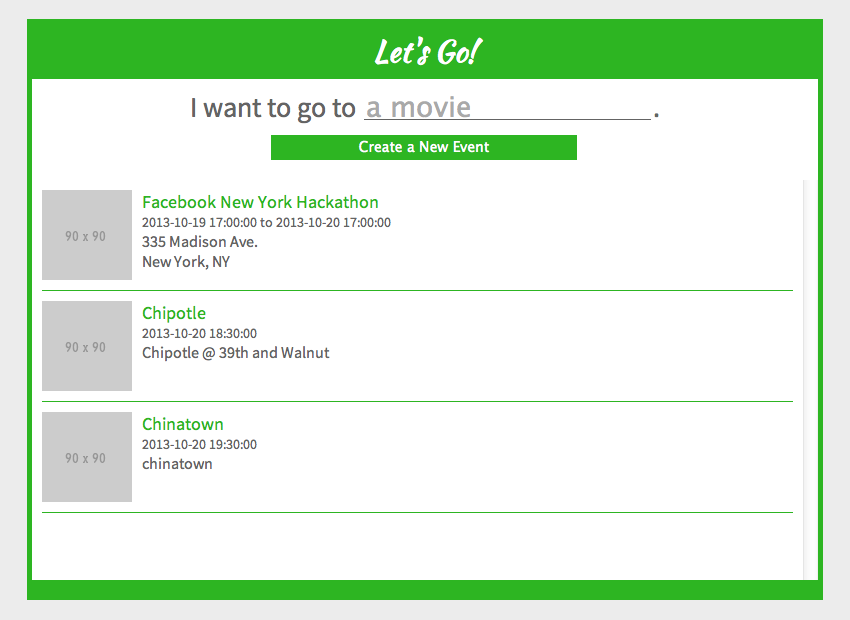 Let's Go!
I want to go to a movie.
Create a New Event
90 x 90
Facebook New York Hackathon
2013-10-19 17:00:00 to 2013-10-20 17:00:00
335 Madison Ave.
New York, NY
90 x 90
Chipotle
2013-10-20 18:30:00
Chipotle @ 39th and Walnut
90 x 90
Chinatown
2013-10-20 19:30:00
chinatown